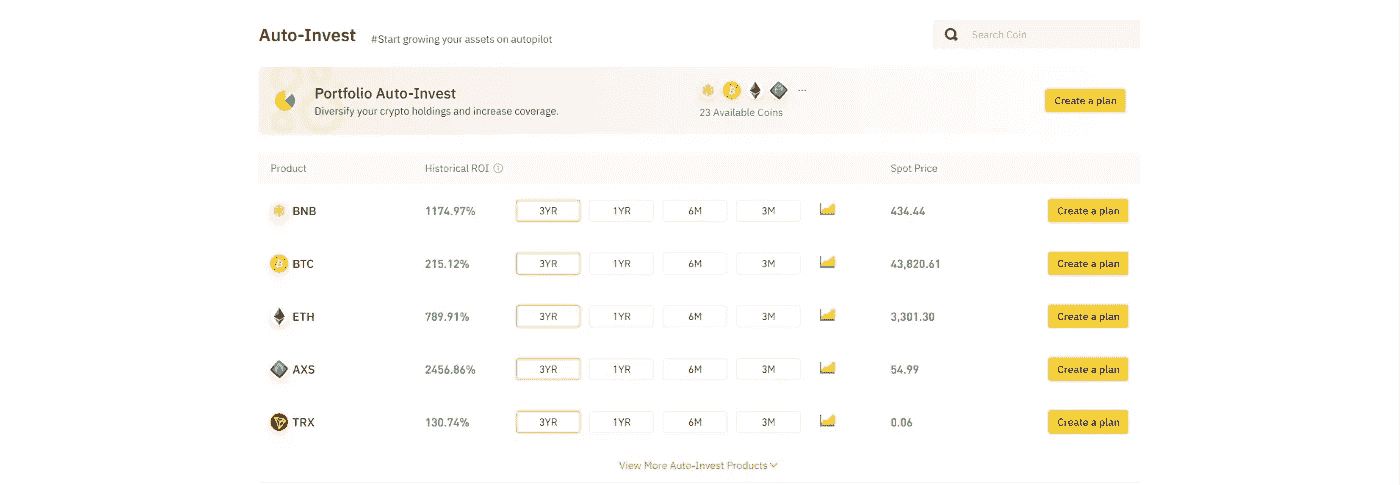 Auto-Invest #Start growing your assets on autopilot Search Coin
Portfolio Auto-Invest
Diversify your crypto holdings and increase coverage.
...
23 Available Coins
Create a plan
Product Historical ROI Spot Price
BNB 1174.97% 3YR 1YR 6M 3M 434.44 Create a plan
BTC 215.12% 3YR 1YR 6M 3M 43,820.61 Create a plan
ETH 789.91% 3YR 1YR 6M 3M 3,301.30 Create a plan
AXS 2456.86% 3YR 1YR 6M 3M 54.99 Create a plan
TRX 130.74% 3YR 1YR 6M 3M 0.06 Create a plan
View More Auto-Invest Products